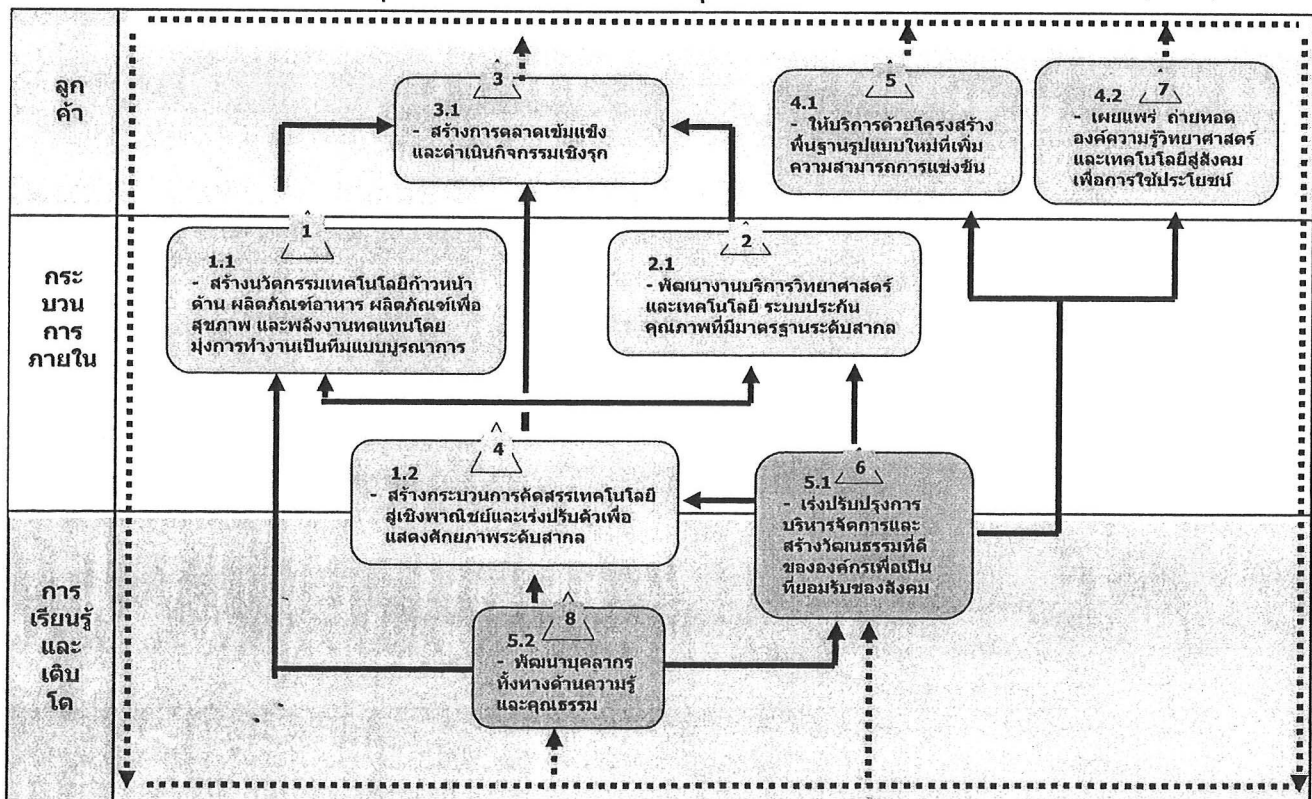 ลูก
ค้า
3
3.1
- สร้างการตลาดเข้มแข็ง
และดำเนินกิจกรรมเชิงรุก
5
4.1
- ให้บริการด้วยโครงสร้าง
พื้นฐานรูปแบบใหม่ที่เพิ่ม
ความสามารถการแข่งขัน
7
4.2
- เผยแพร่ ถ่ายทอด
องค์ความรู้วิทยาศาสตร์
และเทคโนโลยีสู่สังคม
เพื่อการใช้ประโยชน์
กระ
บวน
การ
ภายใน
1
1.1
- สร้างนวัตกรรมเทคโนโลยีก้าวหน้า
ด้าน ผลิตภัณฑ์อาหาร ผลิตภัณฑ์เพื่อ
สุขภาพ และพลังงานทดแทนโดย
มุ่งการทำงานเป็นทีมแบบบูรณาการ
2
2.1
- พัฒนางานบริการวิทยาศาสตร์
และเทคโนโลยี ระบบประกัน
คุณภาพที่มีมาตรฐานระดับสากล
4
1.2
- สร้างกระบวนการคัดสรรเทคโนโลยี
สู่เชิงพาณิชย์และเร่งปรับตัวเพื่อ
แสดงศักยภาพระดับสากล
6
5.1
- เร่งปรับปรุงการ
บริหารจัดการและ
สร้างวัฒนธรรมที่ดี
ขององค์กรเพื่อเป็น
ที่ยอมรับของสังคม
การ
เรียนรู้
และ
เติบ
โต
8
5.2
- พัฒนาบุคลากร
ทั้งทางด้านความรู้
และคุณธรรม